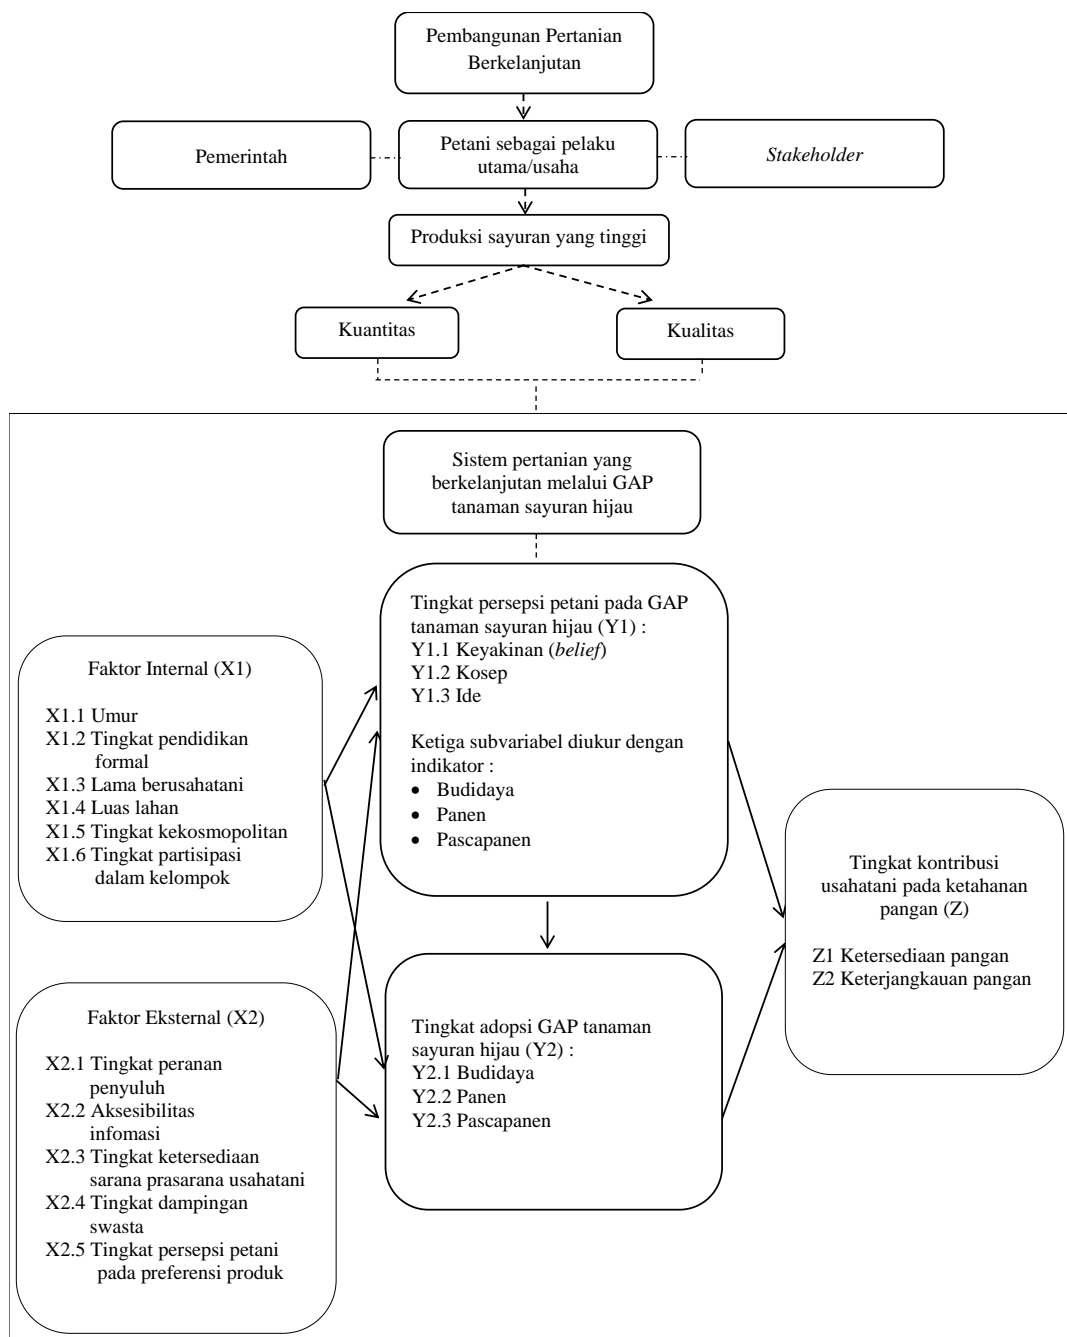 Pembangunan Pertanian
Berkelanjutan
Pemerintah
Petani sebagai pelaku
utama/usaha
Stakeholder
Produksi sayuran yang tinggi
Kuantitas
Kualitas
Sistem pertanian yang
berkelanjutan melalui GAP
tanaman sayuran hijau
Faktor Internal (X1)
X1.1 Umur
X1.2 Tingkat pendidikan
formal
X1.3 Lama berusahatani
X1.4 Luas lahan
X1.5 Tingkat kekosmopolitan
X1.6 Tingkat partisipasi
dalam kelompok
Tingkat persepsi petani pada GAP
tanaman sayuran hijau (Y1) :
Y1.1 Keyakinan (belief)
Y1.2 Kosep
Y1.3 Ide
Ketiga subvariabel diukur dengan
indikator :
• Budidaya
• Panen
• Pascapanen
Tingkat kontribusi
usahatani pada ketahanan
pangan (Z)
Z1 Ketersediaan pangan
Z2 Keterjangkauan pangan
Faktor Eksternal (X2)
X2.1 Tingkat peranan
penyuluh
X2.2 Aksesibilitas
infomasi
X2.3 Tingkat ketersediaan
sarana prasarana usahatani
X2.4 Tingkat dampingan
swasta
X2.5 Tingkat persepsi petani
pada preferensi produk
Tingkat adopsi GAP tanaman
sayuran hijau (Y2) :
Y2.1 Budidaya
Y2.2 Panen
Y2.3 Pascapanen